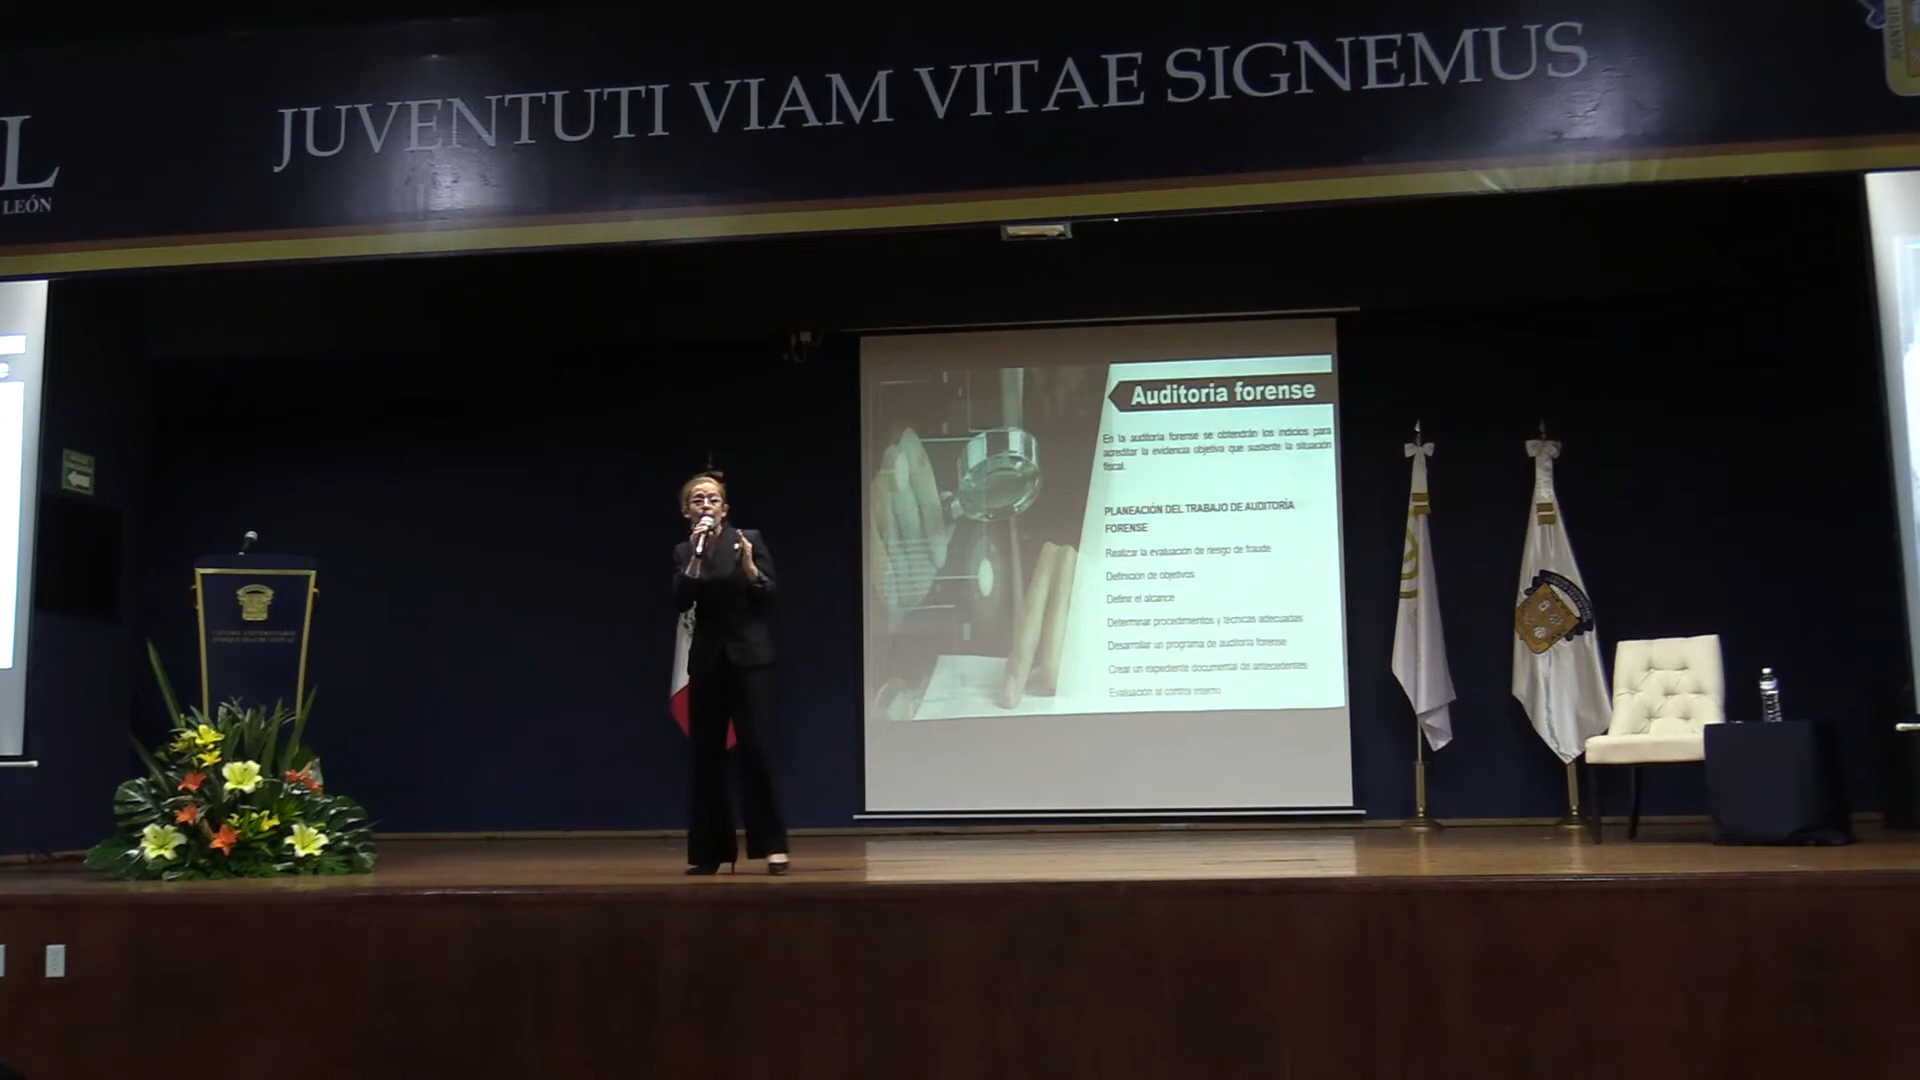 JUVENTUTI VIAM VITAE SIGNEMUS
L
LEÓN
Auditoria forense
En la auditoría forense se obtendrán los indicios para
acreditar la evidencia objetiva que sustente la situación
fiscal.
PLANEACIÓN DEL TRABAJO DE AUDITORÍA
FORENSE
Realizar la evaluación de riesgo de fraude
Definición de objetivos
Definir el alcance
Determinar procedimientos y técnicas adecuadas
Desarrollar un programa de auditoría forense
Crear un expediente documental de antecedentes
Evaluación al control interno